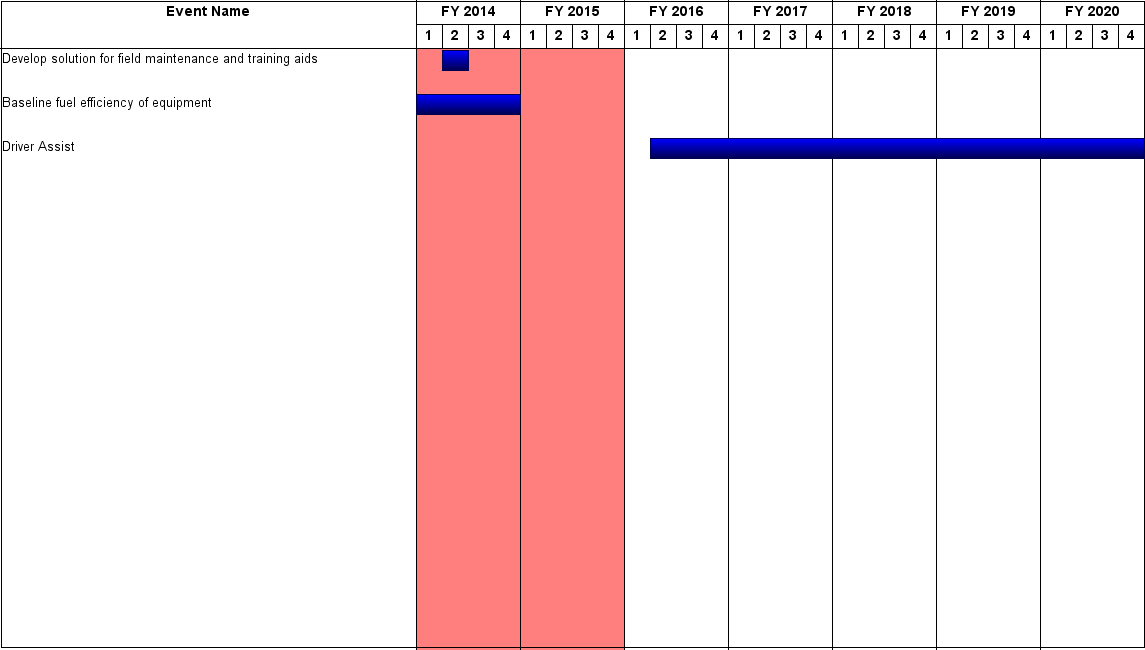 Event Name FY 2014 FY 2015 FY 2016 FY 2017 FY 2018 FY 2019 FY 2020
1 2 3 4 1 2 3 4 1 2 3 4 1 2 3 4 1 2 3 4 1 2 3 4 1 2 3 4
Develop solution for field maintenance and training aids
Baseline fuel efficiency of equipment
Driver Assist